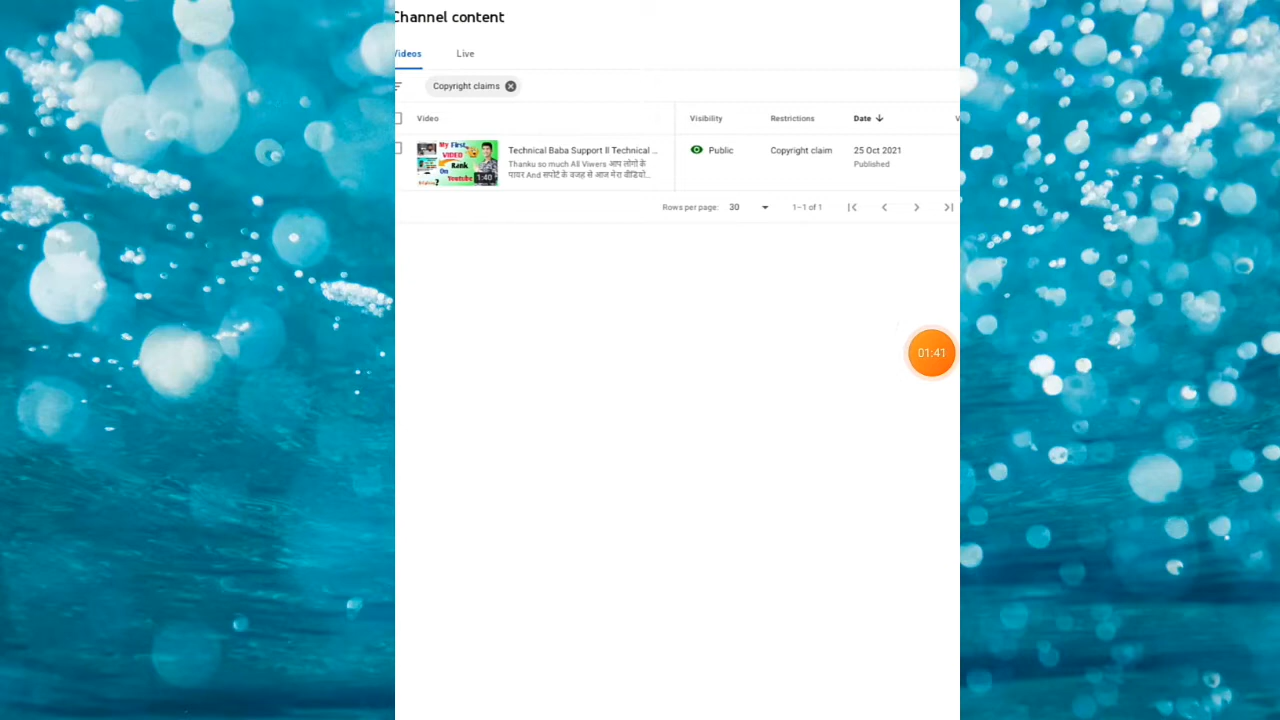 Channel content
Videos Live
Copyright claims
Video Visibility Restrictions Date
My First
VIDEO
Rank
On
Youtube
1:40
Technical Baba Support ll Technical ...
Thanku so much All Viwers आप लोगो के
पायर And सपोर्ट के वजह से आज मेरा वीडियो...
Public
Copyright claim
25 Oct 2021
Published
Rows per page: 30 1–1 of 1
01:41